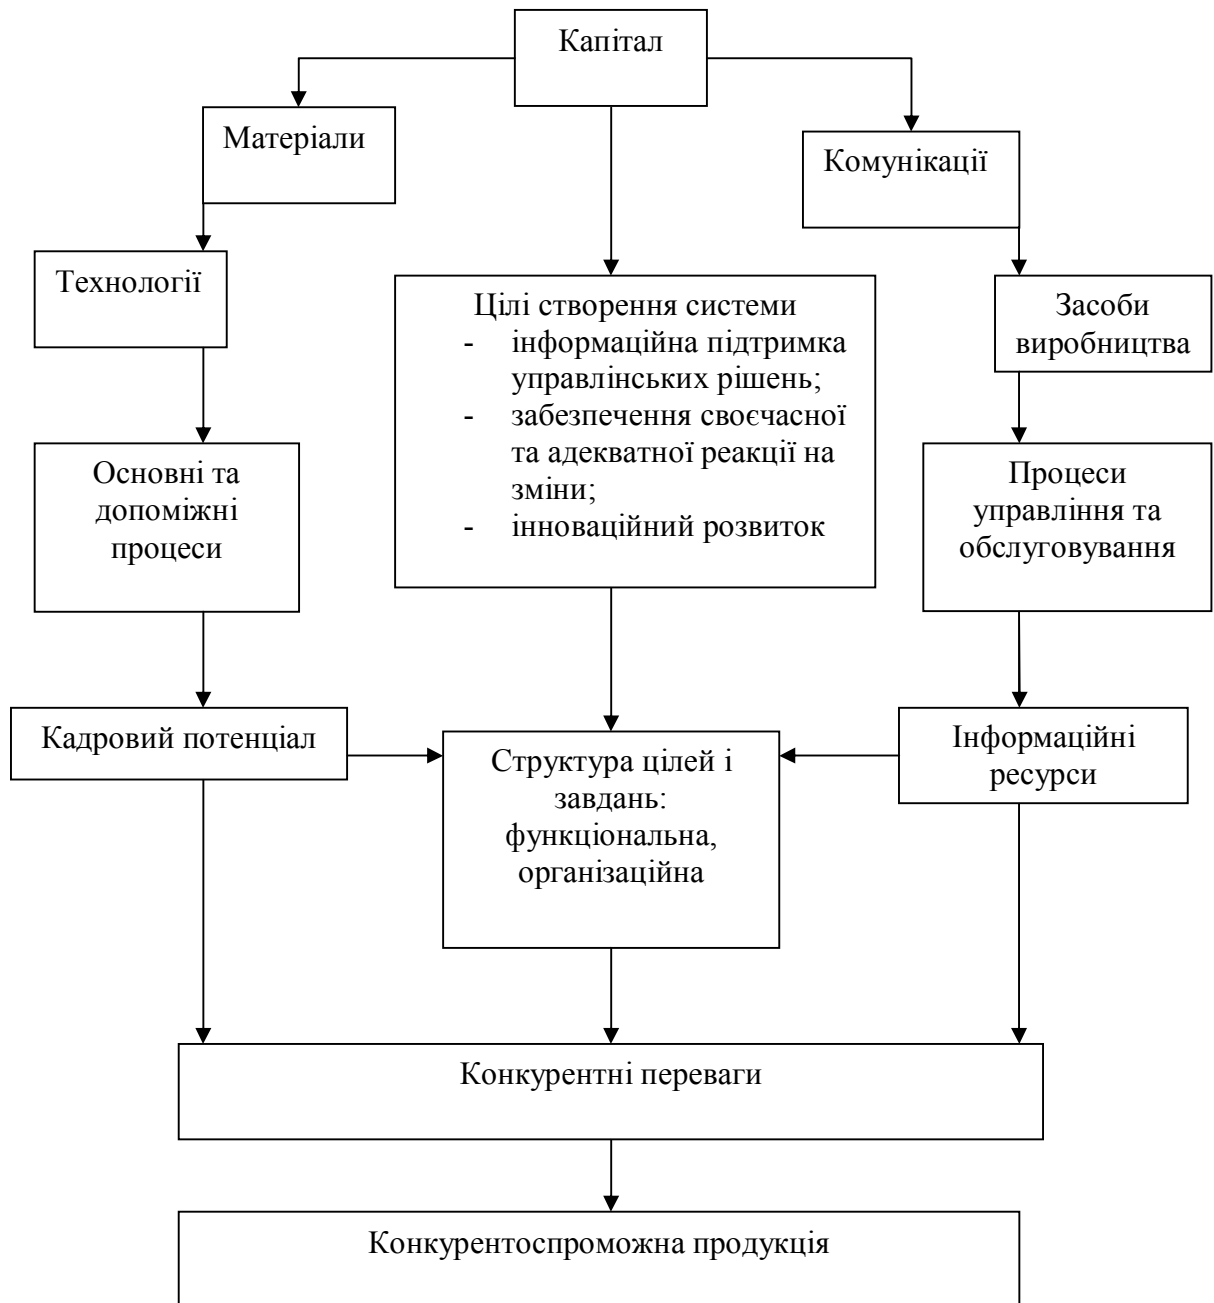 Капітал
Матеріали
Комунікації
Технології
Цілі створення системи
- інформаційна підтримка
управлінських рішень;
- забезпечення своєчасної
та адекватної реакції на
зміни;
- інноваційний розвиток
Засоби
виробництва
Основні та
допоміжні
процеси
Процеси
управління та
обслуговування
Кадровий потенціал
Структура цілей і
завдань:
функціональна,
організаційна
Інформаційні
ресурси
Конкурентні переваги
Конкурентоспроможна продукція